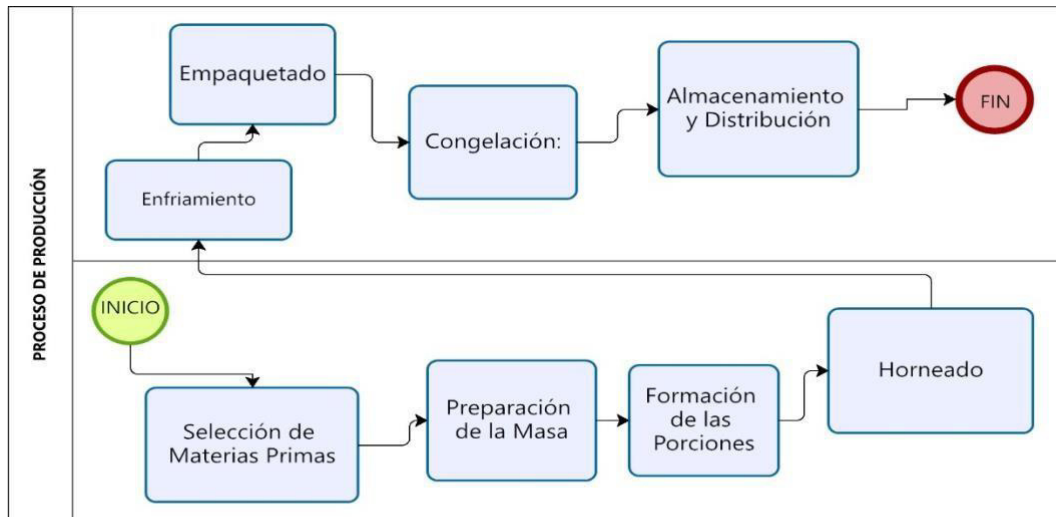 PROCESO DE PRODUCCIÓN
Empaquetado
Congelación:
Almacenamiento
y Distribución
FIN
Enfriamiento
INICIO
Selección de
Materias Primas
Preparación
de la Masa
Formación
de las
Porciones
Horneado